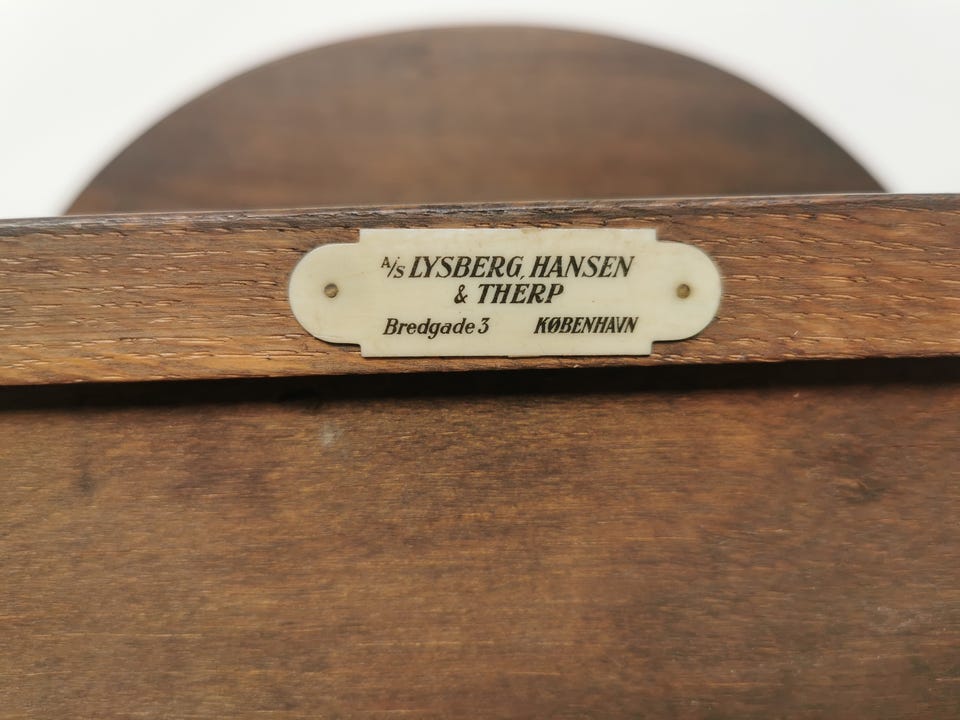 A/S LYSBERG, HANSEN
& THERP
Bredgade 3 KØBENHAVN